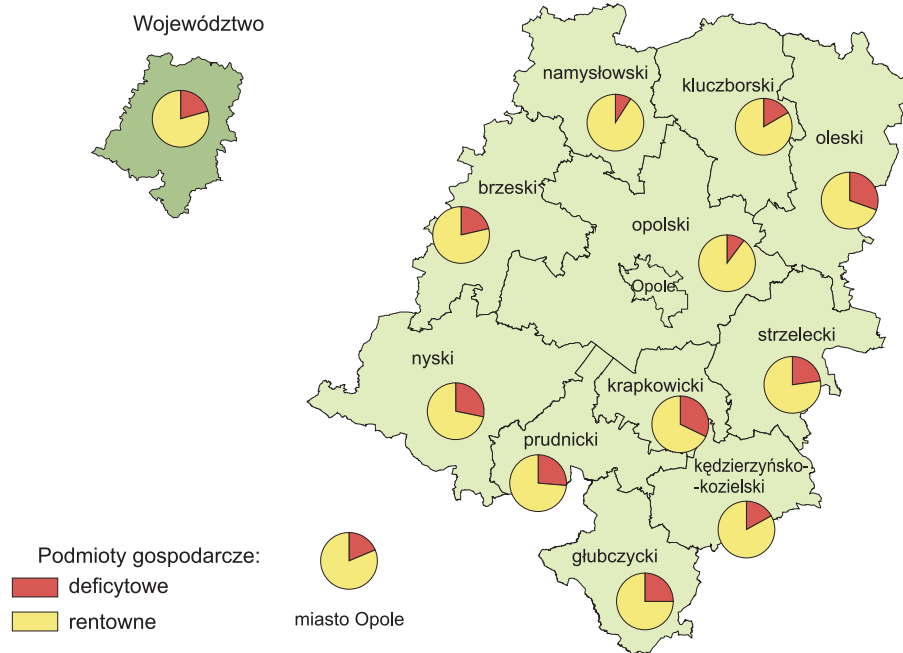 Województwo
namysłowski
kluczborski
oleski
brzeski
opolski
Opole
strzelecki
nyski
krapkowicki
prudnicki
kędzierzyńsko-
-kozielski
głubczycki
Podmioty gospodarcze:
deficytowe
rentowne
miasto Opole